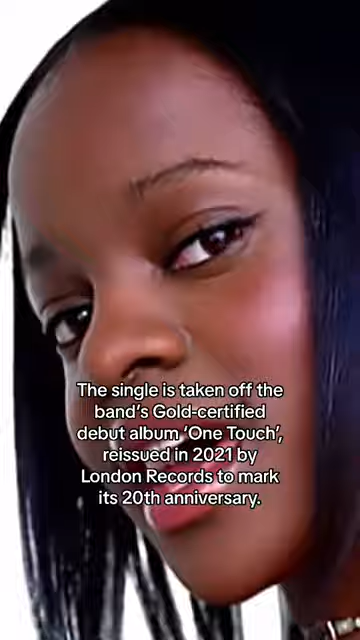 The single is taken off the
band's Gold-certified
debut album 'One Touch',
reissued in 2021 by
London Records to mark
its 20th anniversary.